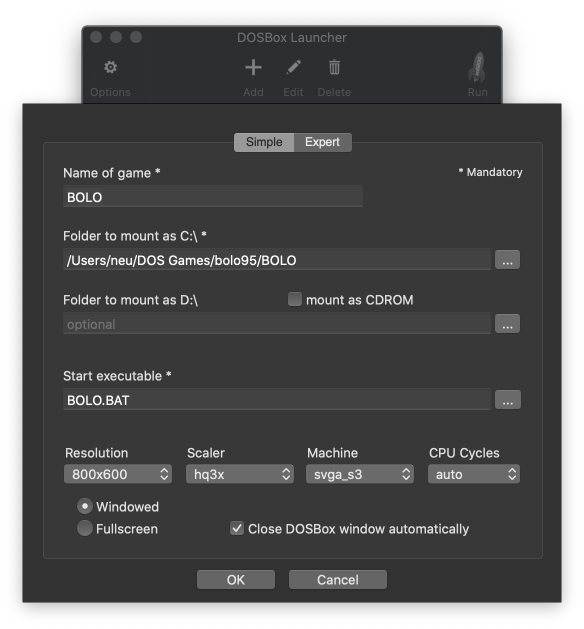 DOSBox Launcher
Options Add Edit Delete Run
Simple Expert
Name of game * * Mandatory
BOLO
Folder to mount as C:\ *
/Users/neu/DOS Games/bolo95/BOLO ...
Folder to mount as D:\ mount as CDROM
optional ...
Start executable *
BOLO.BAT ...
Resolution Scaler Machine CPU Cycles
800x600 hq3x svga_s3 auto
Windowed
Fullscreen Close DOSBox window automatically
OK Cancel